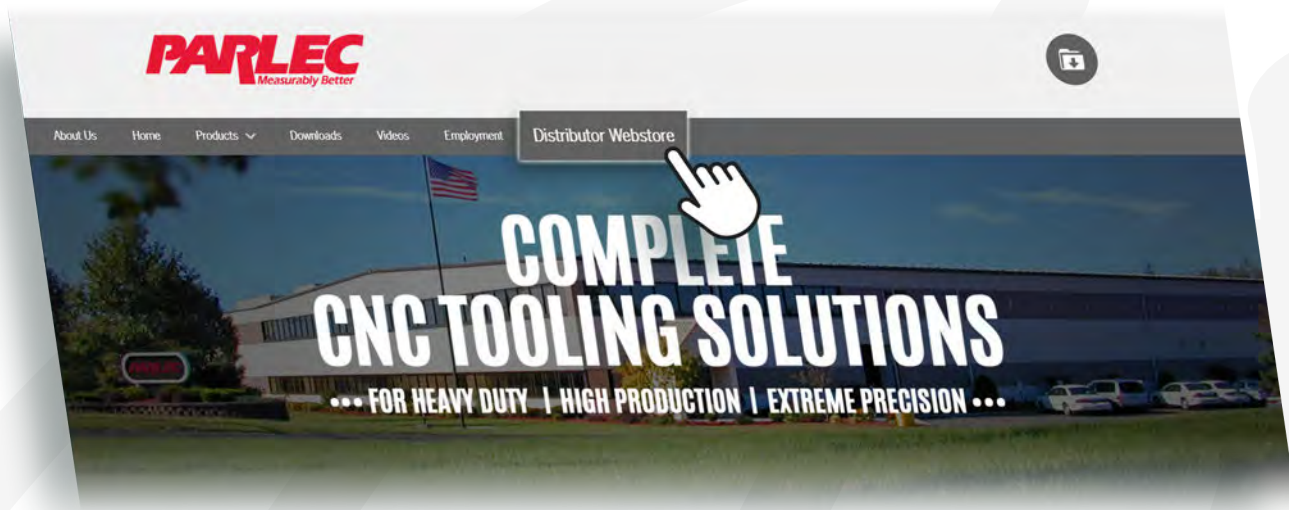 PARLEC
Measurably Better
About Us Home Products Downloads Videos Employment Distributor Webstore
COMPLETE
CNC TOOLING SOLUTIONS
••• FOR HEAVY DUTY | HIGH PRODUCTION | EXTREME PRECISION •••
PARLEC